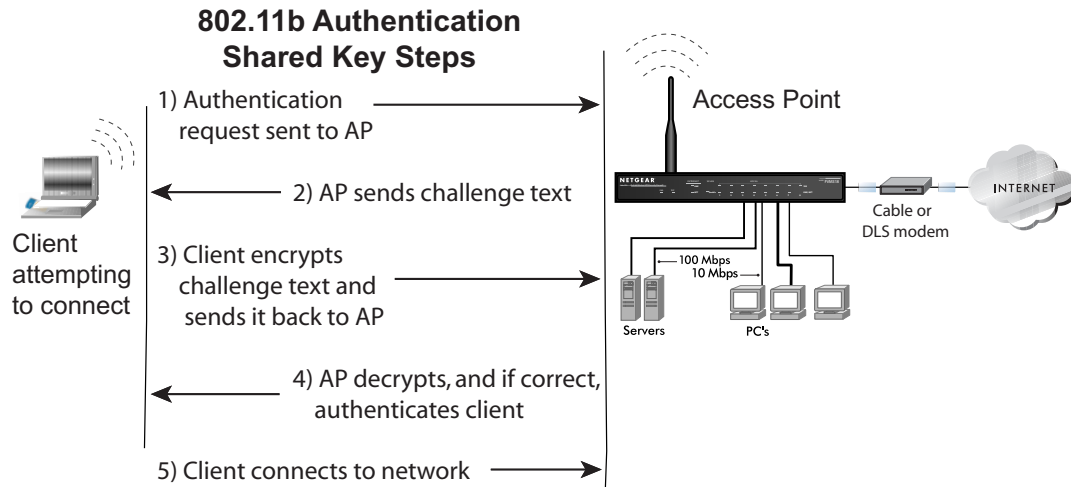 802.11b Authentication
Shared Key Steps
1) Authentication
request sent to AP
2) AP sends challenge text
3) Client encrypts
challenge text and
sends it back to AP
4) AP decrypts, and if correct,
authenticates client
5) Client connects to network
Client
attempting
to connect
Access Point
NETGEAR
Cable or
DLS modem
INTERNET
100 Mbps
10 Mbps
Servers
PC's